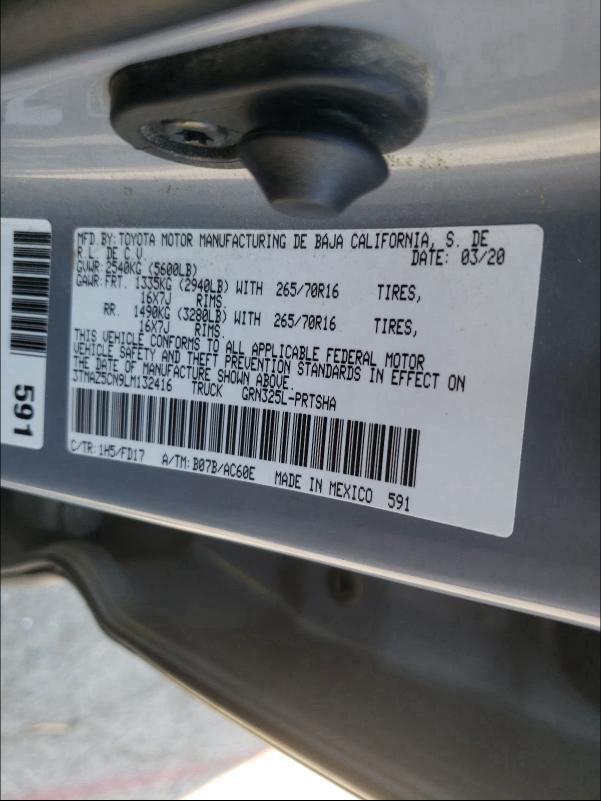 MFD.BY:TOYOTA MOTOR MANUFACTURING DE BAJA CALIFORNIA, S. DE
R.L. DE C.V. DATE: 03/20
GVWR:2540KG (5600LB)
GAWR:FRT. 1335KG (2940LB) WITH 265/70R16 TIRES,
16X7J RIMS.
RR. 1490KG (3280LB) WITH 265/70R16 TIRES,
16X7J RIMS.
THIS VEHICLE CONFORMS TO ALL APPLICABLE FEDERAL MOTOR
VEHICLE SAFETY AND THEFT PREVENTION STANDARDS IN EFFECT ON
THE DATE OF MANUFACTURE SHOWN ABOVE.
3TMAZ5CN9LM132416 TRUCK GRN325L-PRTSHA
C/TR:1H5/FD17 A/TM:B07B/AC60E MADE IN MEXICO 591
591